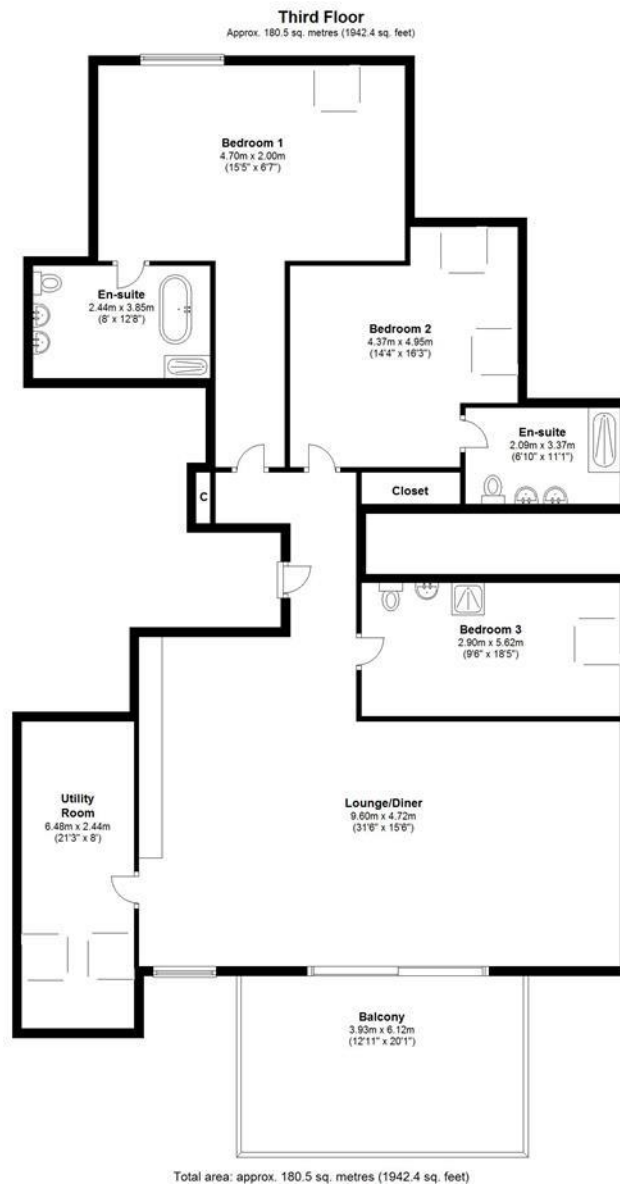 Third Floor
Approx. 180.5 sq. metres (1942.4 sq. feet)
Bedroom 1
4.70m x 2.00m
(15'5" x 6'7")
En-suite
2.44m x 3.85m
(8' x 12'8")
Bedroom 2
4.37m x 4.95m
(14'4" x 16'3")
En-suite
2.09m x 3.37m
(6'10" x 11'1")
C
Closet
Bedroom 3
2.90m x 5.62m
(9'6" x 18'5")
Utility
Room
6.48m x 2.44m
(21'3" x 8')
Lounge/Diner
9.60m x 4.72m
(31'6" x 15'6")
Balcony
3.93m x 6.12m
(12'11" x 20'1")
Total area: approx. 180.5 sq. metres (1942.4 sq. feet)